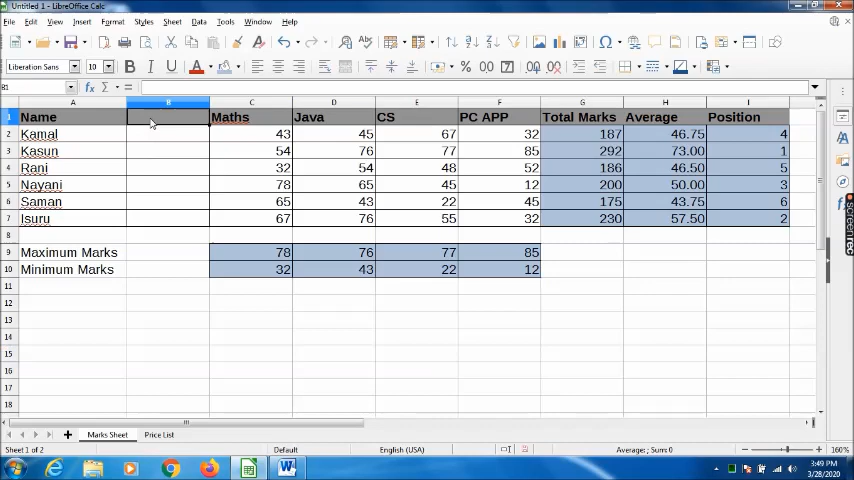 Untitled 1 - LibreOffice Calc
File Edit View Insert Format Styles Sheet Data Tools Window Help
Liberation Sans 10
B1
A B C D E F G H I
1 Name Maths Java CS PC APP Total Marks Average Position
2 Kamal 43 45 67 32 187 46.75 4
3 Kasun 54 76 77 85 292 73.00 1
4 Rani 32 54 48 52 186 46.50 5
5 Nayani 78 65 45 12 200 50.00 3
6 Saman 65 43 22 45 175 43.75 6
7 Isuru 67 76 55 32 230 57.50 2
8
9 Maximum Marks 78 76 77 85
10 Minimum Marks 32 43 22 12
11
12
13
14
15
16
17
18
Marks Sheet Price List
Sheet 1 of 2 Default English (USA) Average: ; Sum: 0 160%
3:49 PM
3/28/2020
screenrec